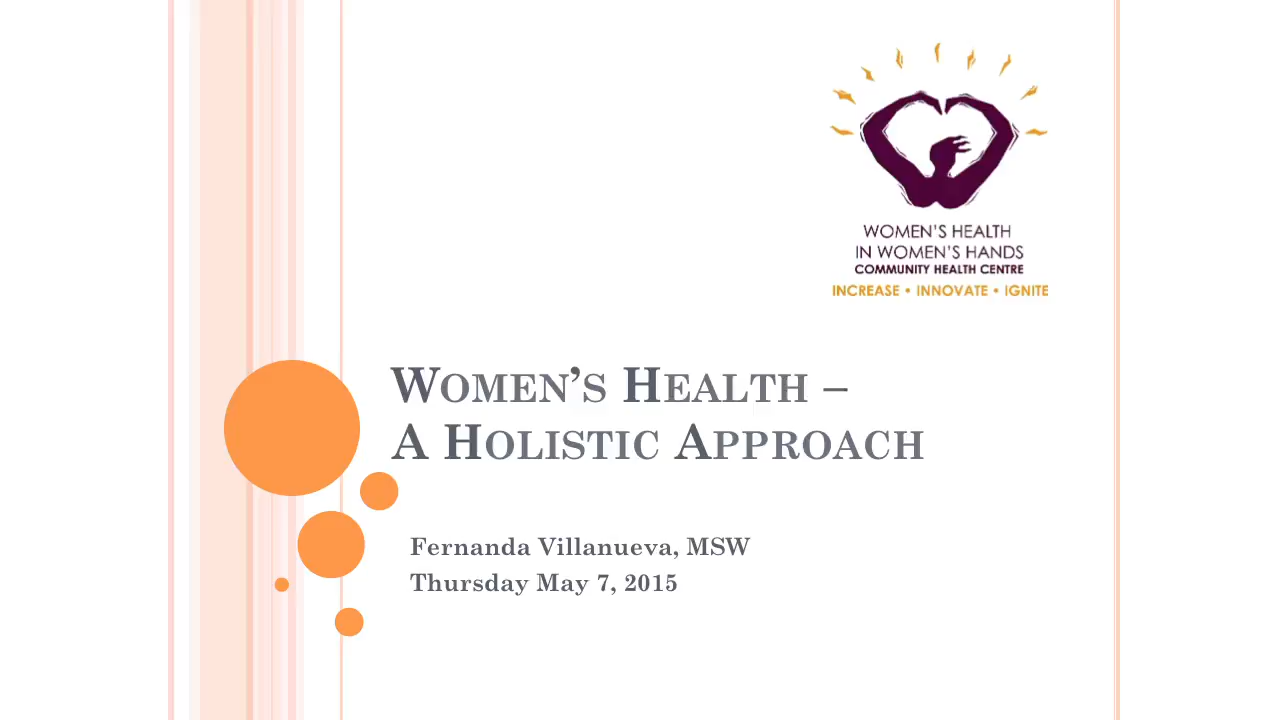 WOMEN'S HEALTH
IN WOMEN'S HANDS
COMMUNITY HEALTH CENTRE
INCREASE • INNOVATE • IGNITE
WOMEN'S HEALTH –
A HOLISTIC APPROACH
Fernanda Villanueva, MSW
Thursday May 7, 2015